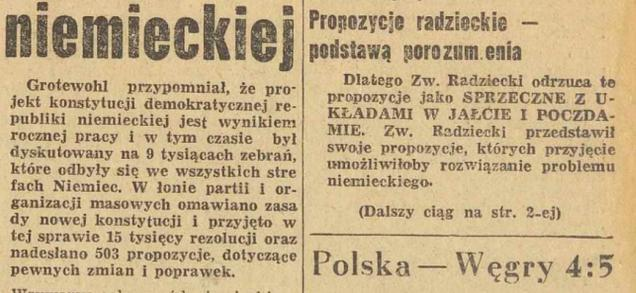 niemieckiej
Grotewohl przypomniał, że pro-
jekt konstytucji demokratycznej re-
publiki niemieckiej jest wynikiem
rocznej pracy i w tym czasie był
dyskutowany na 9 tysiącach zebrań,
które odbyły się we wszystkich stre
fach Niemiec. W łonie partii i or-
ganizacji masowych omawiano zasa
dy nowej konstytucji i przyjęto w
tej sprawie 15 tysięcy rezolucji oraz
nadesłano 503 propozycje, dotyczące
pewnych zmian i poprawek.
Propozycje radzieckie —
podstawą porozum.enia
Dlatego Zw. Radziecki odrzuca te
propozycje jako SPRZECZNE Z U-
KŁADAMI W JAŁCIE I POCZDA-
MIE. Zw. Radziecki przedstawił
swoje propozycje, których przyjęcie
umożliwiłoby rozwiązanie problemu
niemieckiego.
(Dalszy ciąg na str. 2-ej)
Polska — Węgry 4:5